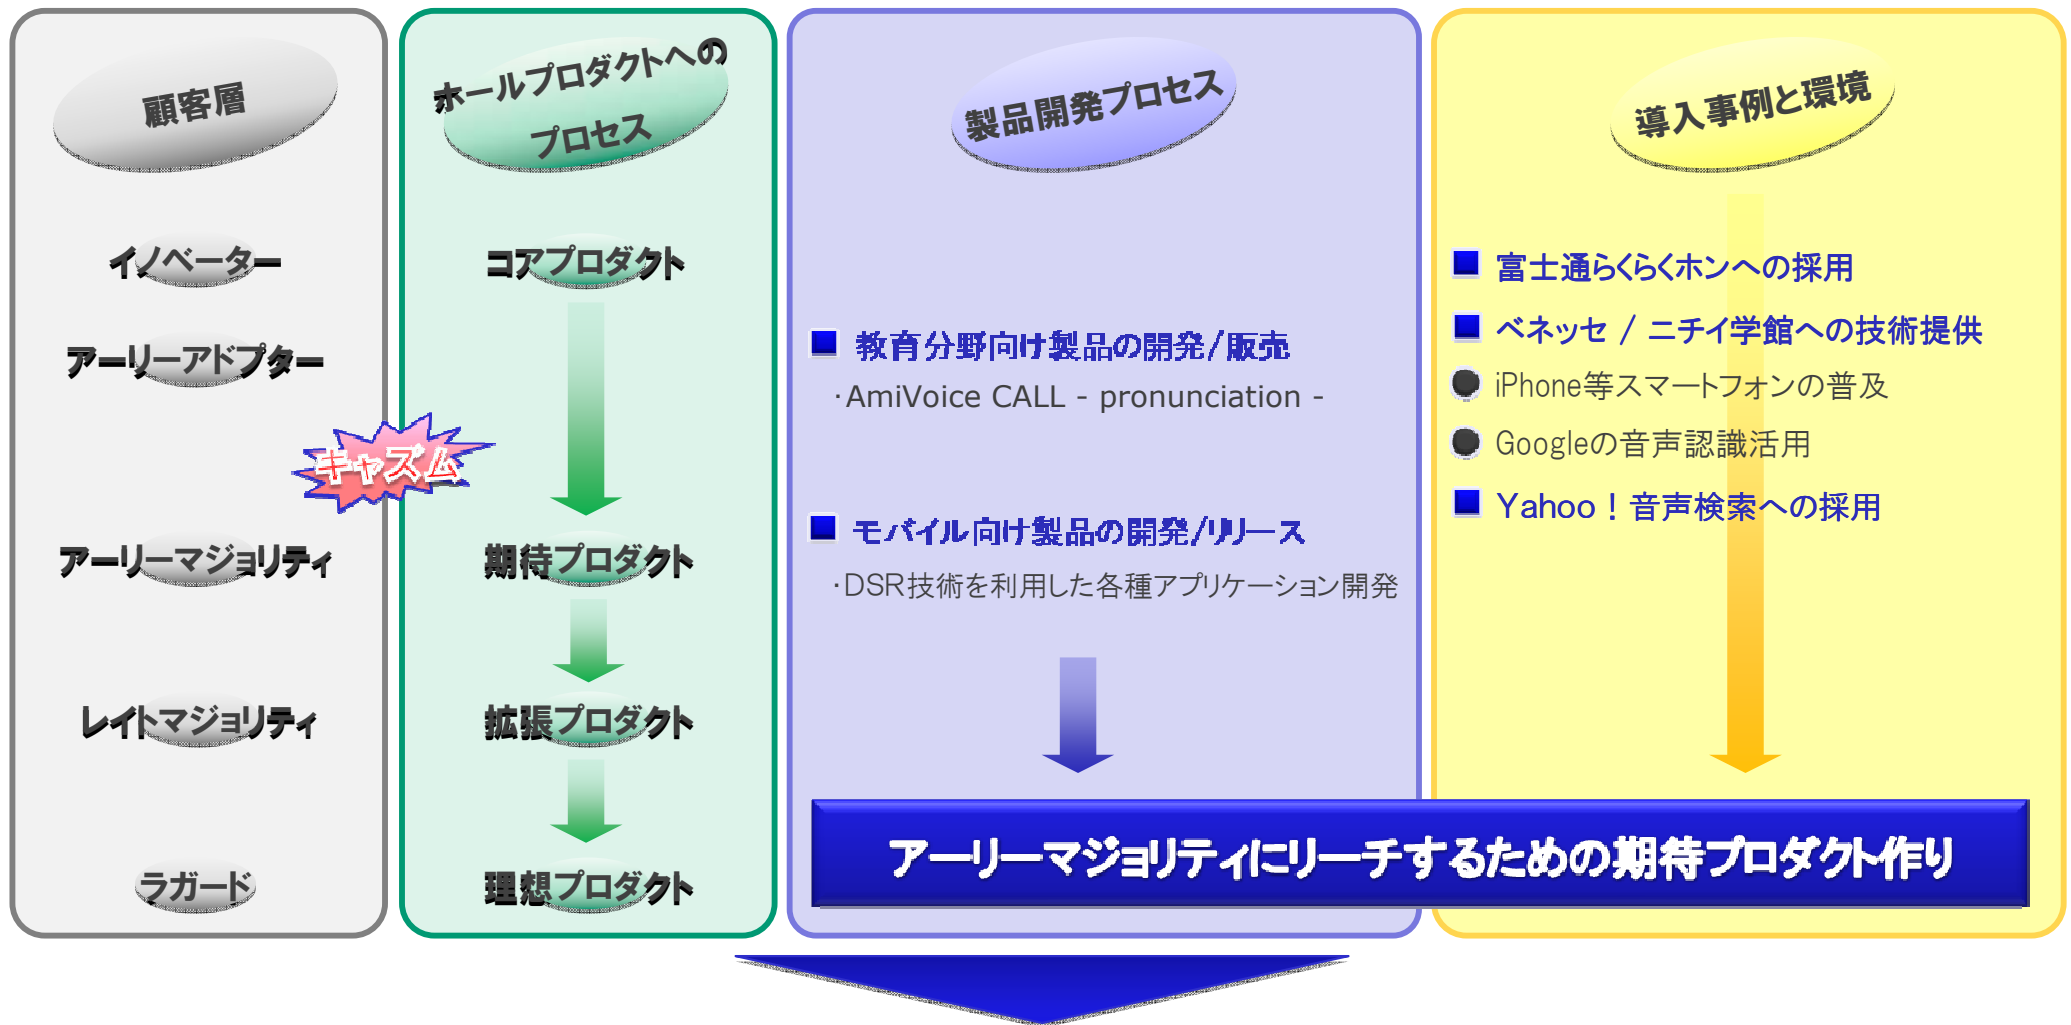 顧客層
イノベーター
アーリーアドプター
キャズム
アーリーマジョリティ
レイトマジョリティ
ラガード
ホールプロダクトへの
プロセス
コアプロダクト
期待プロダクト
拡張プロダクト
理想プロダクト
製品開発プロセス
教育分野向け製品の開発/販売
・AmiVoice CALL - pronunciation -
モバイル向け製品の開発/リリース
・DSR技術を利用した各種アプリケーション開発
導入事例と環境
富士通らくらくホンへの採用
ベネッセ / ニチイ学館への技術提供
iPhone等スマートフォンの普及
Googleの音声認識活用
Yahoo！音声検索への採用
アーリーマジョリティにリーチするための期待プロダクト作り